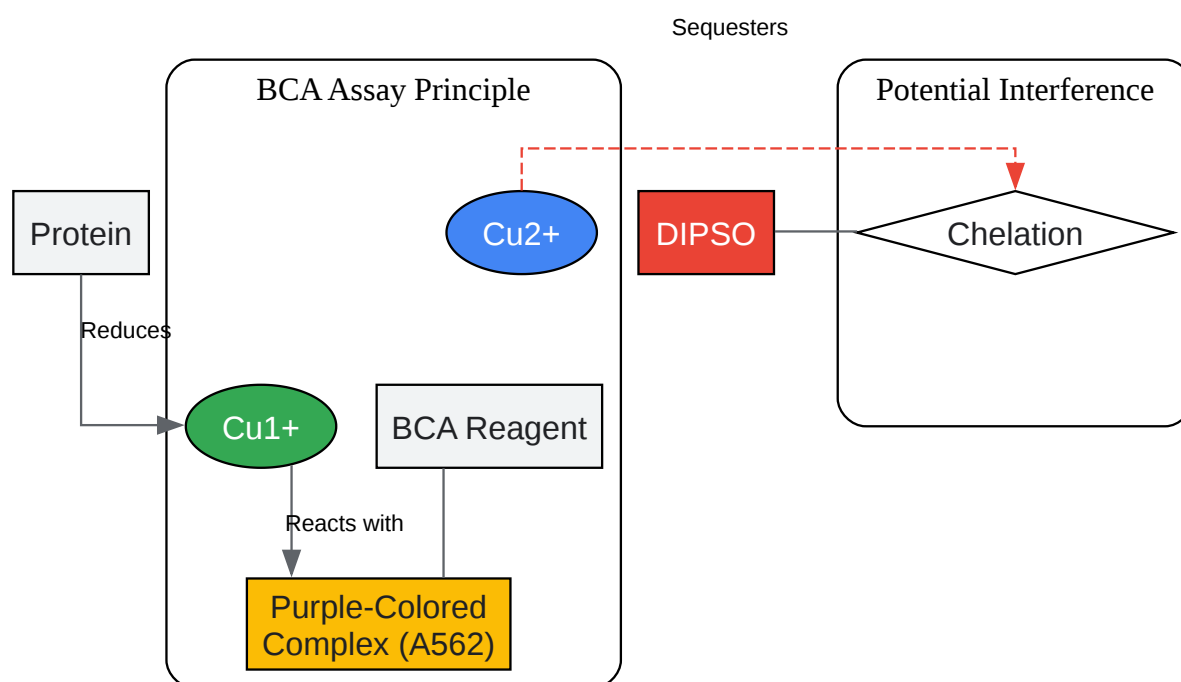 Sequesters
BCA Assay Principle
Potential Interference
Protein
Cu2+
DIPSO
Chelation
Reduces
Cu1+
BCA Reagent
Reacts with
Purple-Colored
Complex (A562)